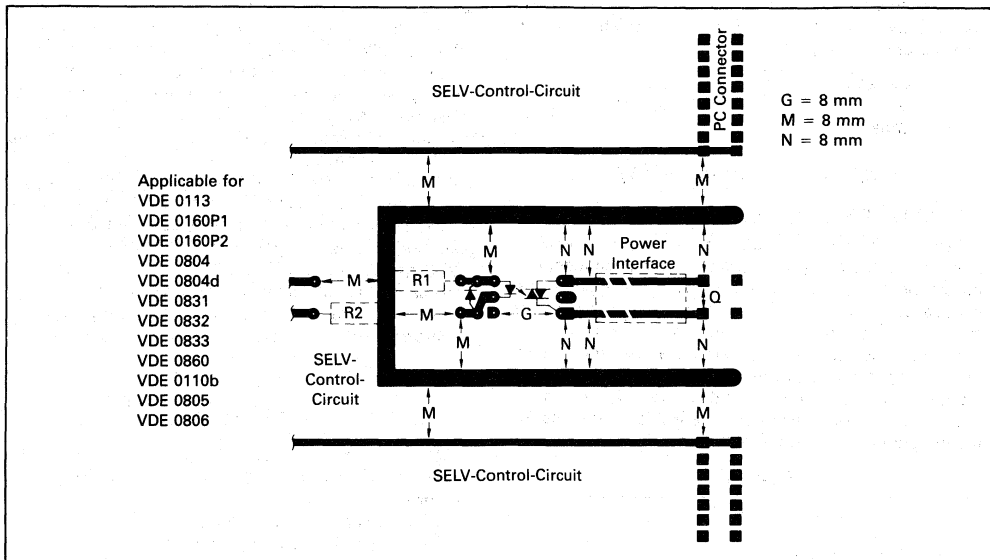 SELV-Control-Circuit
PC Connector
G = 8 mm
M = 8 mm
N = 8 mm
Applicable for
VDE 0113
VDE 0160P1
VDE 0160P2
VDE 0804
VDE 0804d
VDE 0831
VDE 0832
VDE 0833
VDE 0860
VDE 0110b
VDE 0805
VDE 0806
M
M
M
N
N
Power
Interface
N
M
R1
Q
R2
M
G
M
N
N
N
SELV-
Control-
Circuit
M
M
SELV-Control-Circuit